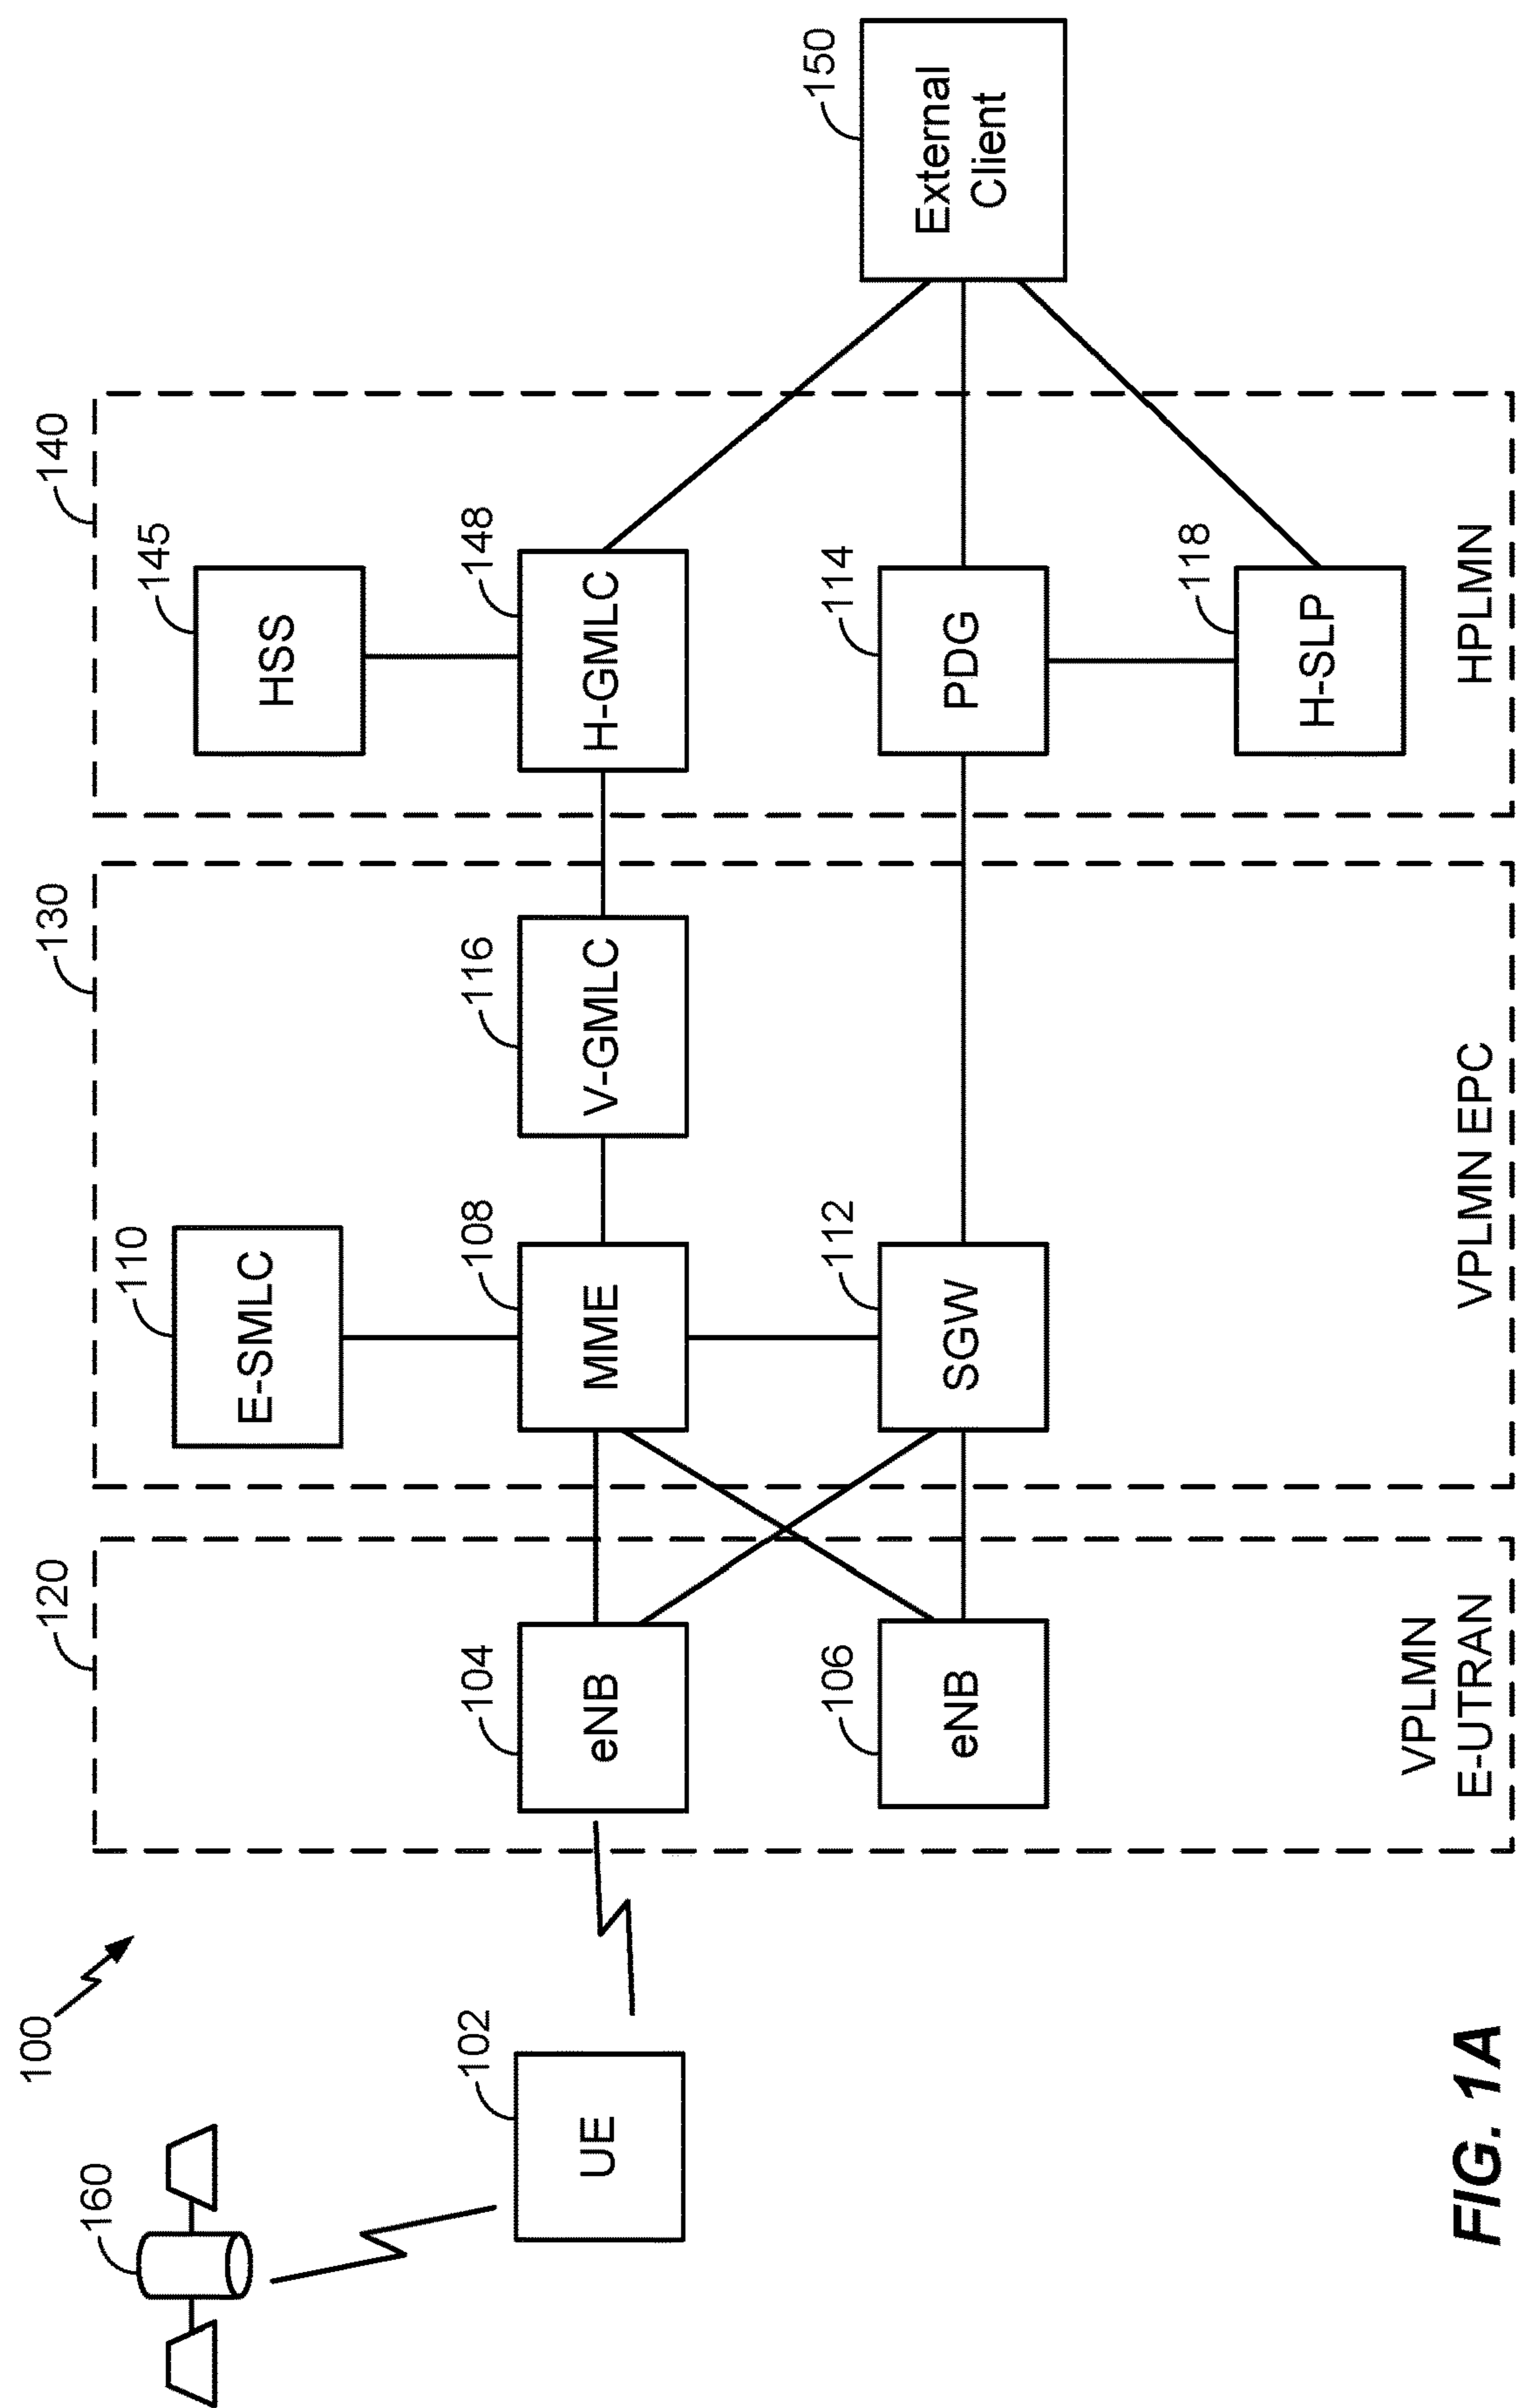 100
160
UE
102
120
eNB
104
eNB
106
VPLMN
E-UTRAN
130
E-SMLC
110
MME
108
V-GMLC
116
SGW
112
VPLMN EPC
140
HSS
145
H-GMLC
148
PDG
114
H-SLP
118
HPLMN
External
Client
150
FIG. 1A